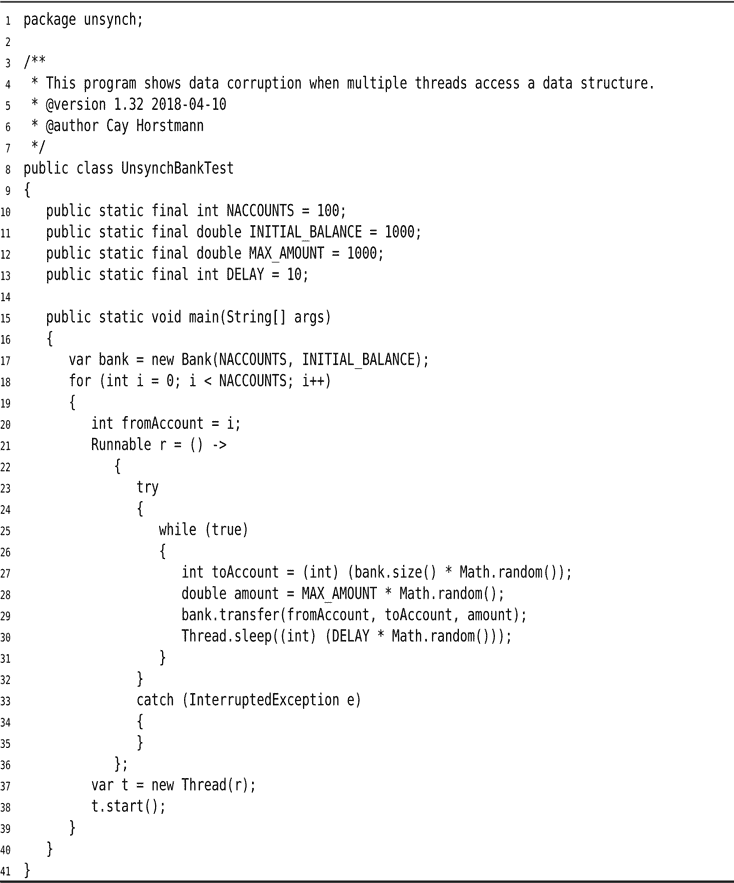 1 package unsynch;
2
3 /**
4  * This program shows data corruption when multiple threads access a data structure.
5  * @version 1.32 2018-04-10
6  * @author Cay Horstmann
7  */
8 public class UnsynchBankTest
9 {
10    public static final int NACCOUNTS = 100;
11    public static final double INITIAL_BALANCE = 1000;
12    public static final double MAX_AMOUNT = 1000;
13    public static final int DELAY = 10;
14
15    public static void main(String[] args)
16    {
17       var bank = new Bank(NACCOUNTS, INITIAL_BALANCE);
18       for (int i = 0; i < NACCOUNTS; i++)
19       {
20          int fromAccount = i;
21          Runnable r = () ->
22             {
23                try
24                {
25                   while (true)
26                   {
27                      int toAccount = (int) (bank.size() * Math.random());
28                      double amount = MAX_AMOUNT * Math.random();
29                      bank.transfer(fromAccount, toAccount, amount);
30                      Thread.sleep((int) (DELAY * Math.random()));
31                   }
32                }
33                catch (InterruptedException e)
34                {
35                }
36             };
37          var t = new Thread(r);
38          t.start();
39       }
40    }
41 }